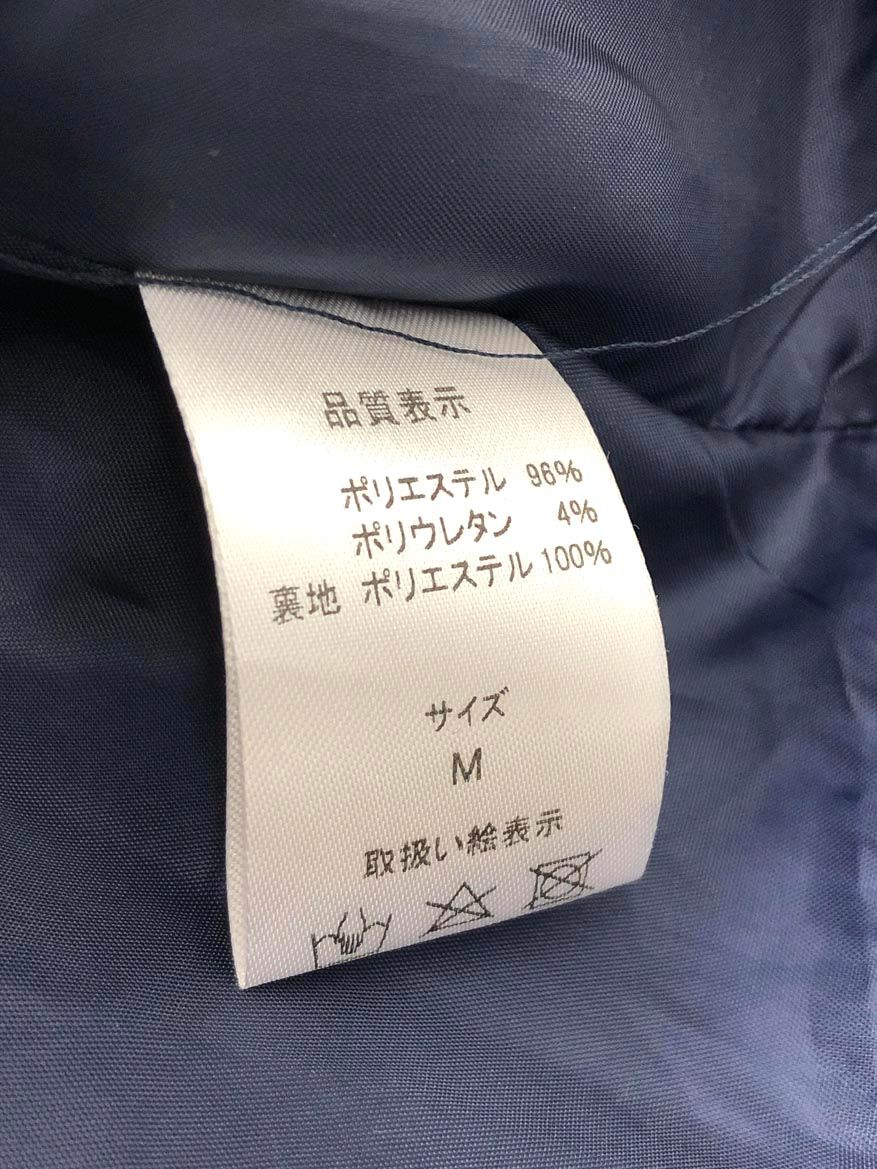 品質表示
ポリエステル 96%
ポリウレタン 4%
裏地 ポリエステル 100%
サイズ
M
取扱い絵表示